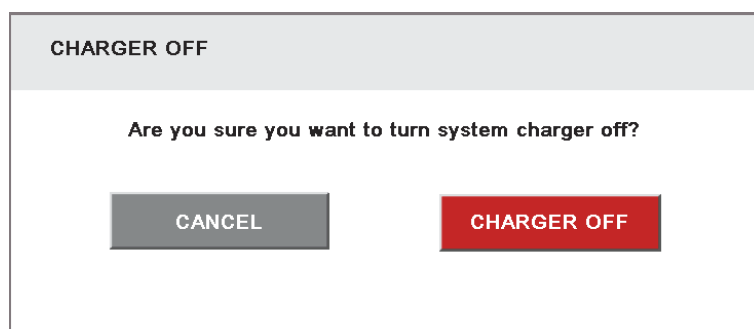 CHARGER OFF
Are you sure you want to turn system charger off?
CANCEL
CHARGER OFF